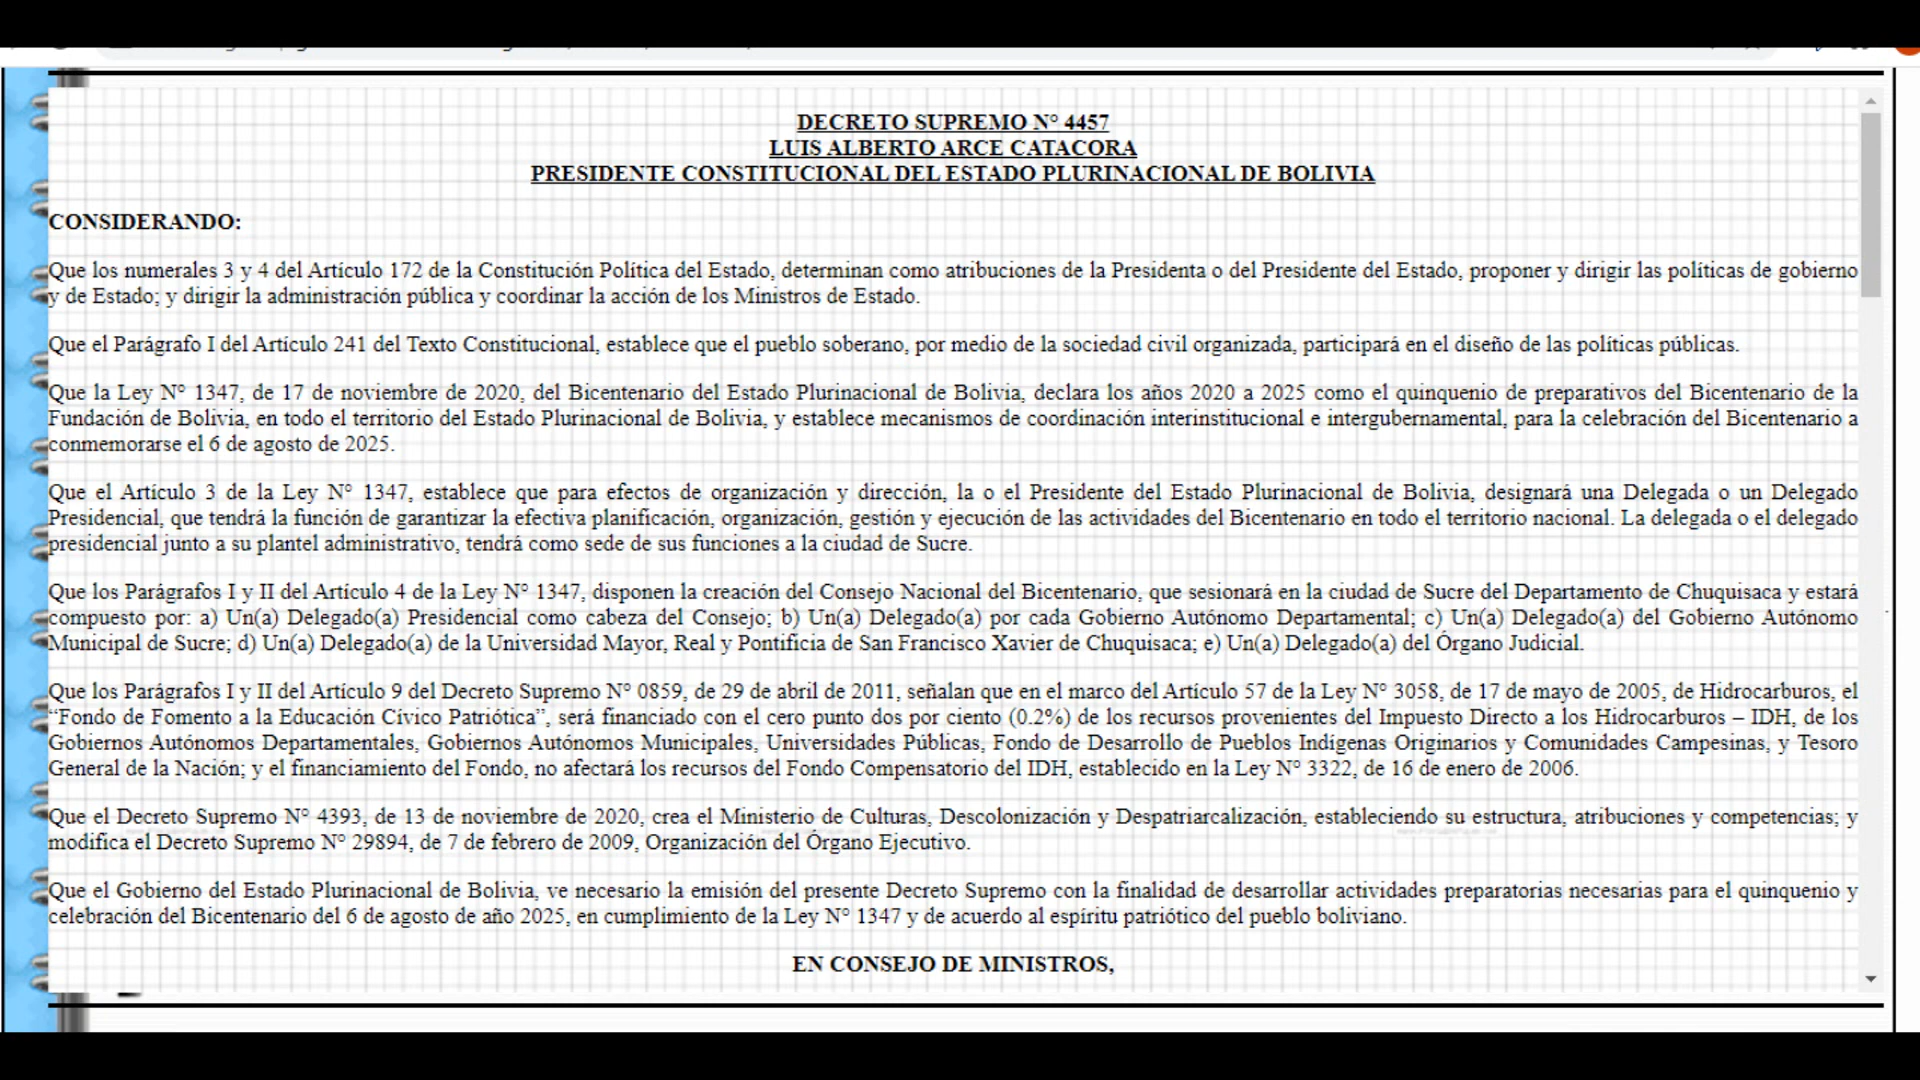 DECRETO SUPREMO N° 4457
LUIS ALBERTO ARCE CATACORA
PRESIDENTE CONSTITUCIONAL DEL ESTADO PLURINACIONAL DE BOLIVIA
CONSIDERANDO:
Que los numerales 3 y 4 del Artículo 172 de la Constitución Política del Estado, determinan como atribuciones de la Presidenta o del Presidente del Estado, proponer y dirigir las políticas de gobierno
y de Estado; y dirigir la administración pública y coordinar la acción de los Ministros de Estado.
Que el Parágrafo I del Artículo 241 del Texto Constitucional, establece que el pueblo soberano, por medio de la sociedad civil organizada, participará en el diseño de las políticas públicas.
Que la Ley N° 1347, de 17 de noviembre de 2020, del Bicentenario del Estado Plurinacional de Bolivia, declara los años 2020 a 2025 como el quinquenio de preparativos del Bicentenario de la
Fundación de Bolivia, en todo el territorio del Estado Plurinacional de Bolivia, y establece mecanismos de coordinación interinstitucional e intergubernamental, para la celebración del Bicentenario a
conmemorarse el 6 de agosto de 2025.
Que el Artículo 3 de la Ley N° 1347, establece que para efectos de organización y dirección, la o el Presidente del Estado Plurinacional de Bolivia, designará una Delegada o un Delegado
Presidencial, que tendrá la función de garantizar la efectiva planificación, organización, gestión y ejecución de las actividades del Bicentenario en todo el territorio nacional. La delegada o el delegado
presidencial junto a su plantel administrativo, tendrá como sede de sus funciones a la ciudad de Sucre.
Que los Parágrafos I y II del Artículo 4 de la Ley N° 1347, disponen la creación del Consejo Nacional del Bicentenario, que sesionará en la ciudad de Sucre del Departamento de Chuquisaca y estará
compuesto por: a) Un(a) Delegado(a) Presidencial como cabeza del Consejo; b) Un(a) Delegado(a) por cada Gobierno Autónomo Departamental; c) Un(a) Delegado(a) del Gobierno Autónomo
Municipal de Sucre; d) Un(a) Delegado(a) de la Universidad Mayor, Real y Pontificia de San Francisco Xavier de Chuquisaca; e) Un(a) Delegado(a) del Órgano Judicial.
Que los Parágrafos I y II del Artículo 9 del Decreto Supremo N° 0859, de 29 de abril de 2011, señalan que en el marco del Artículo 57 de la Ley N° 3058, de 17 de mayo de 2005, de Hidrocarburos, el
“Fondo de Fomento a la Educación Cívico Patriótica”, será financiado con el cero punto dos por ciento (0.2%) de los recursos provenientes del Impuesto Directo a los Hidrocarburos – IDH, de los
Gobiernos Autónomos Departamentales, Gobiernos Autónomos Municipales, Universidades Públicas, Fondo de Desarrollo de Pueblos Indígenas Originarios y Comunidades Campesinas, y Tesoro
General de la Nación; y el financiamiento del Fondo, no afectará los recursos del Fondo Compensatorio del IDH, establecido en la Ley N° 3322, de 16 de enero de 2006.
Que el Decreto Supremo N° 4393, de 13 de noviembre de 2020, crea el Ministerio de Culturas, Descolonización y Despatriarcalización, estableciendo su estructura, atribuciones y competencias; y
modifica el Decreto Supremo N° 29894, de 7 de febrero de 2009, Organización del Órgano Ejecutivo.
Que el Gobierno del Estado Plurinacional de Bolivia, ve necesario la emisión del presente Decreto Supremo con la finalidad de desarrollar actividades preparatorias necesarias para el quinquenio y
celebración del Bicentenario del 6 de agosto de año 2025, en cumplimiento de la Ley N° 1347 y de acuerdo al espíritu patriótico del pueblo boliviano.
EN CONSEJO DE MINISTROS,